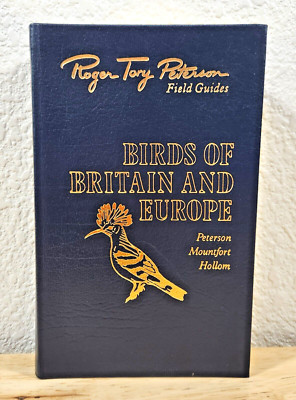 Roger Tory Peterson
Field Guides
BIRDS OF
BRITAIN AND
EUROPE
Peterson
Mountfort
Hollom